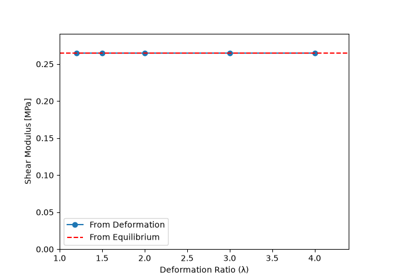 Shear Modulus [MPa]
0.25
0.20
0.15
0.10
0.05
0.00
From Deformation
From Equilibrium
1.0 1.5 2.0 2.5 3.0 3.5 4.0
Deformation Ratio (λ)